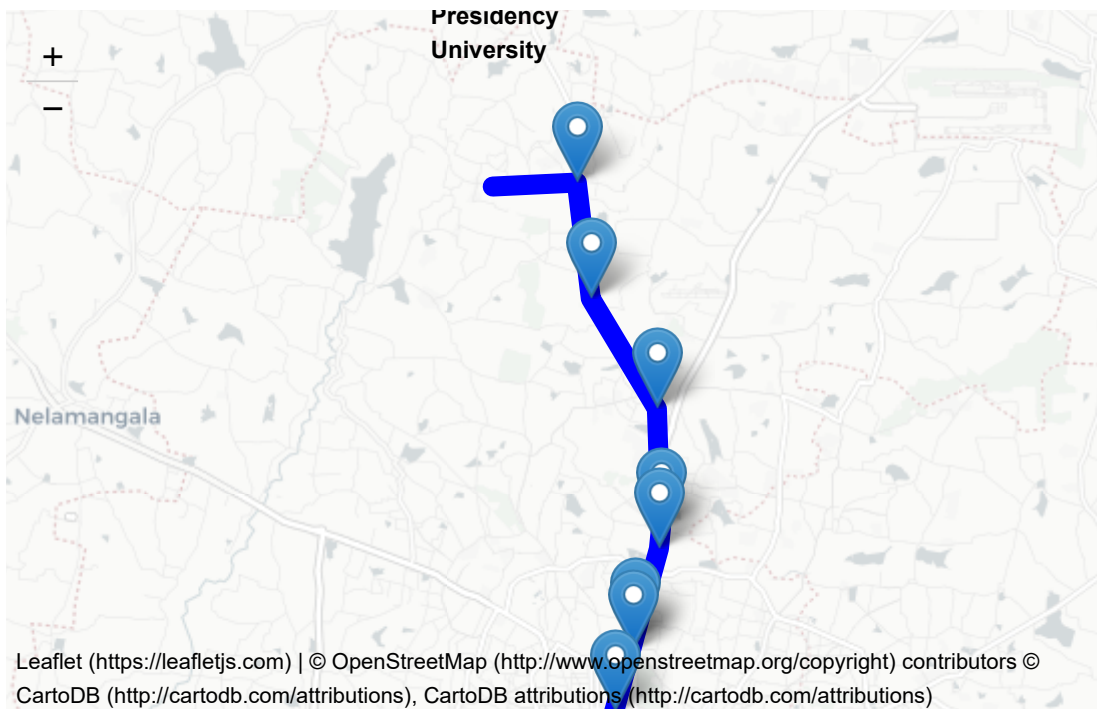 Presidency
University
+
−
Nelamangala
Leaflet (https://leafletjs.com) | © OpenStreetMap (http://www.openstreetmap.org/copyright) contributors ©
CartoDB (http://cartodb.com/attributions), CartoDB attributions (http://cartodb.com/attributions)